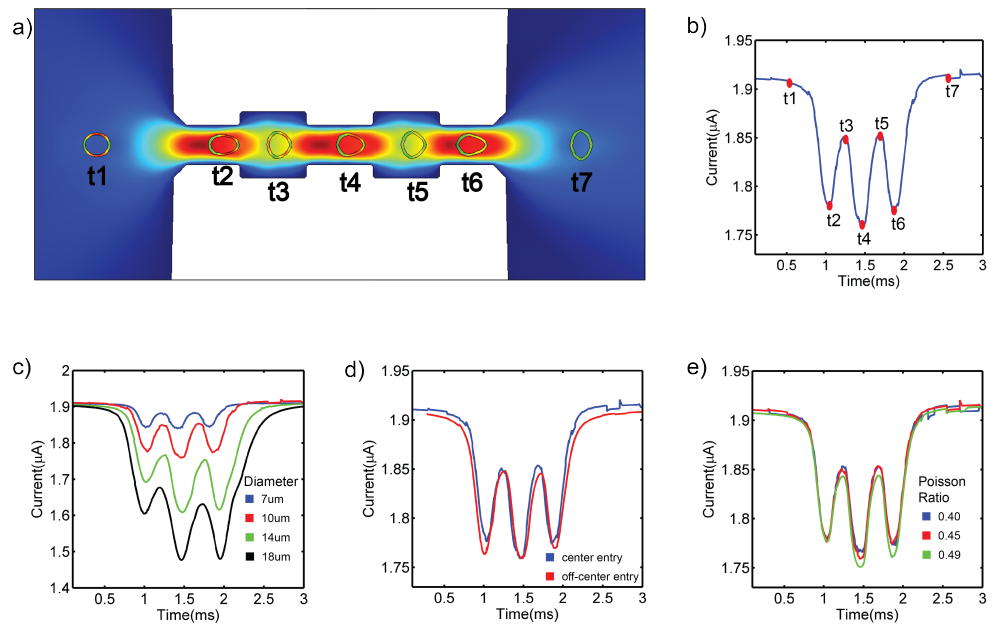 a)
t1
t2
t3
t4
t5
t6
t7
b)
1.95
1.9
1.85
1.8
1.75
Current(μA)
t1
t2
t3
t4
t5
t6
t7
0.5
1
1.5
2
2.5
3
Time(ms)
c)
2
1.9
1.8
1.7
1.6
1.5
1.4
Current(μA)
Diameter
7um
10um
14um
18um
0.5
1
1.5
2
2.5
3
Time(ms)
d)
1.95
1.9
1.85
1.8
1.75
Current(μA)
center entry
off-center entry
0.5
1
1.5
2
2.5
3
Time(ms)
e)
1.95
1.9
1.85
1.8
1.75
Current(μA)
Poisson
Ratio
0.40
0.45
0.49
0.5
1
1.5
2
2.5
3
Time(ms)